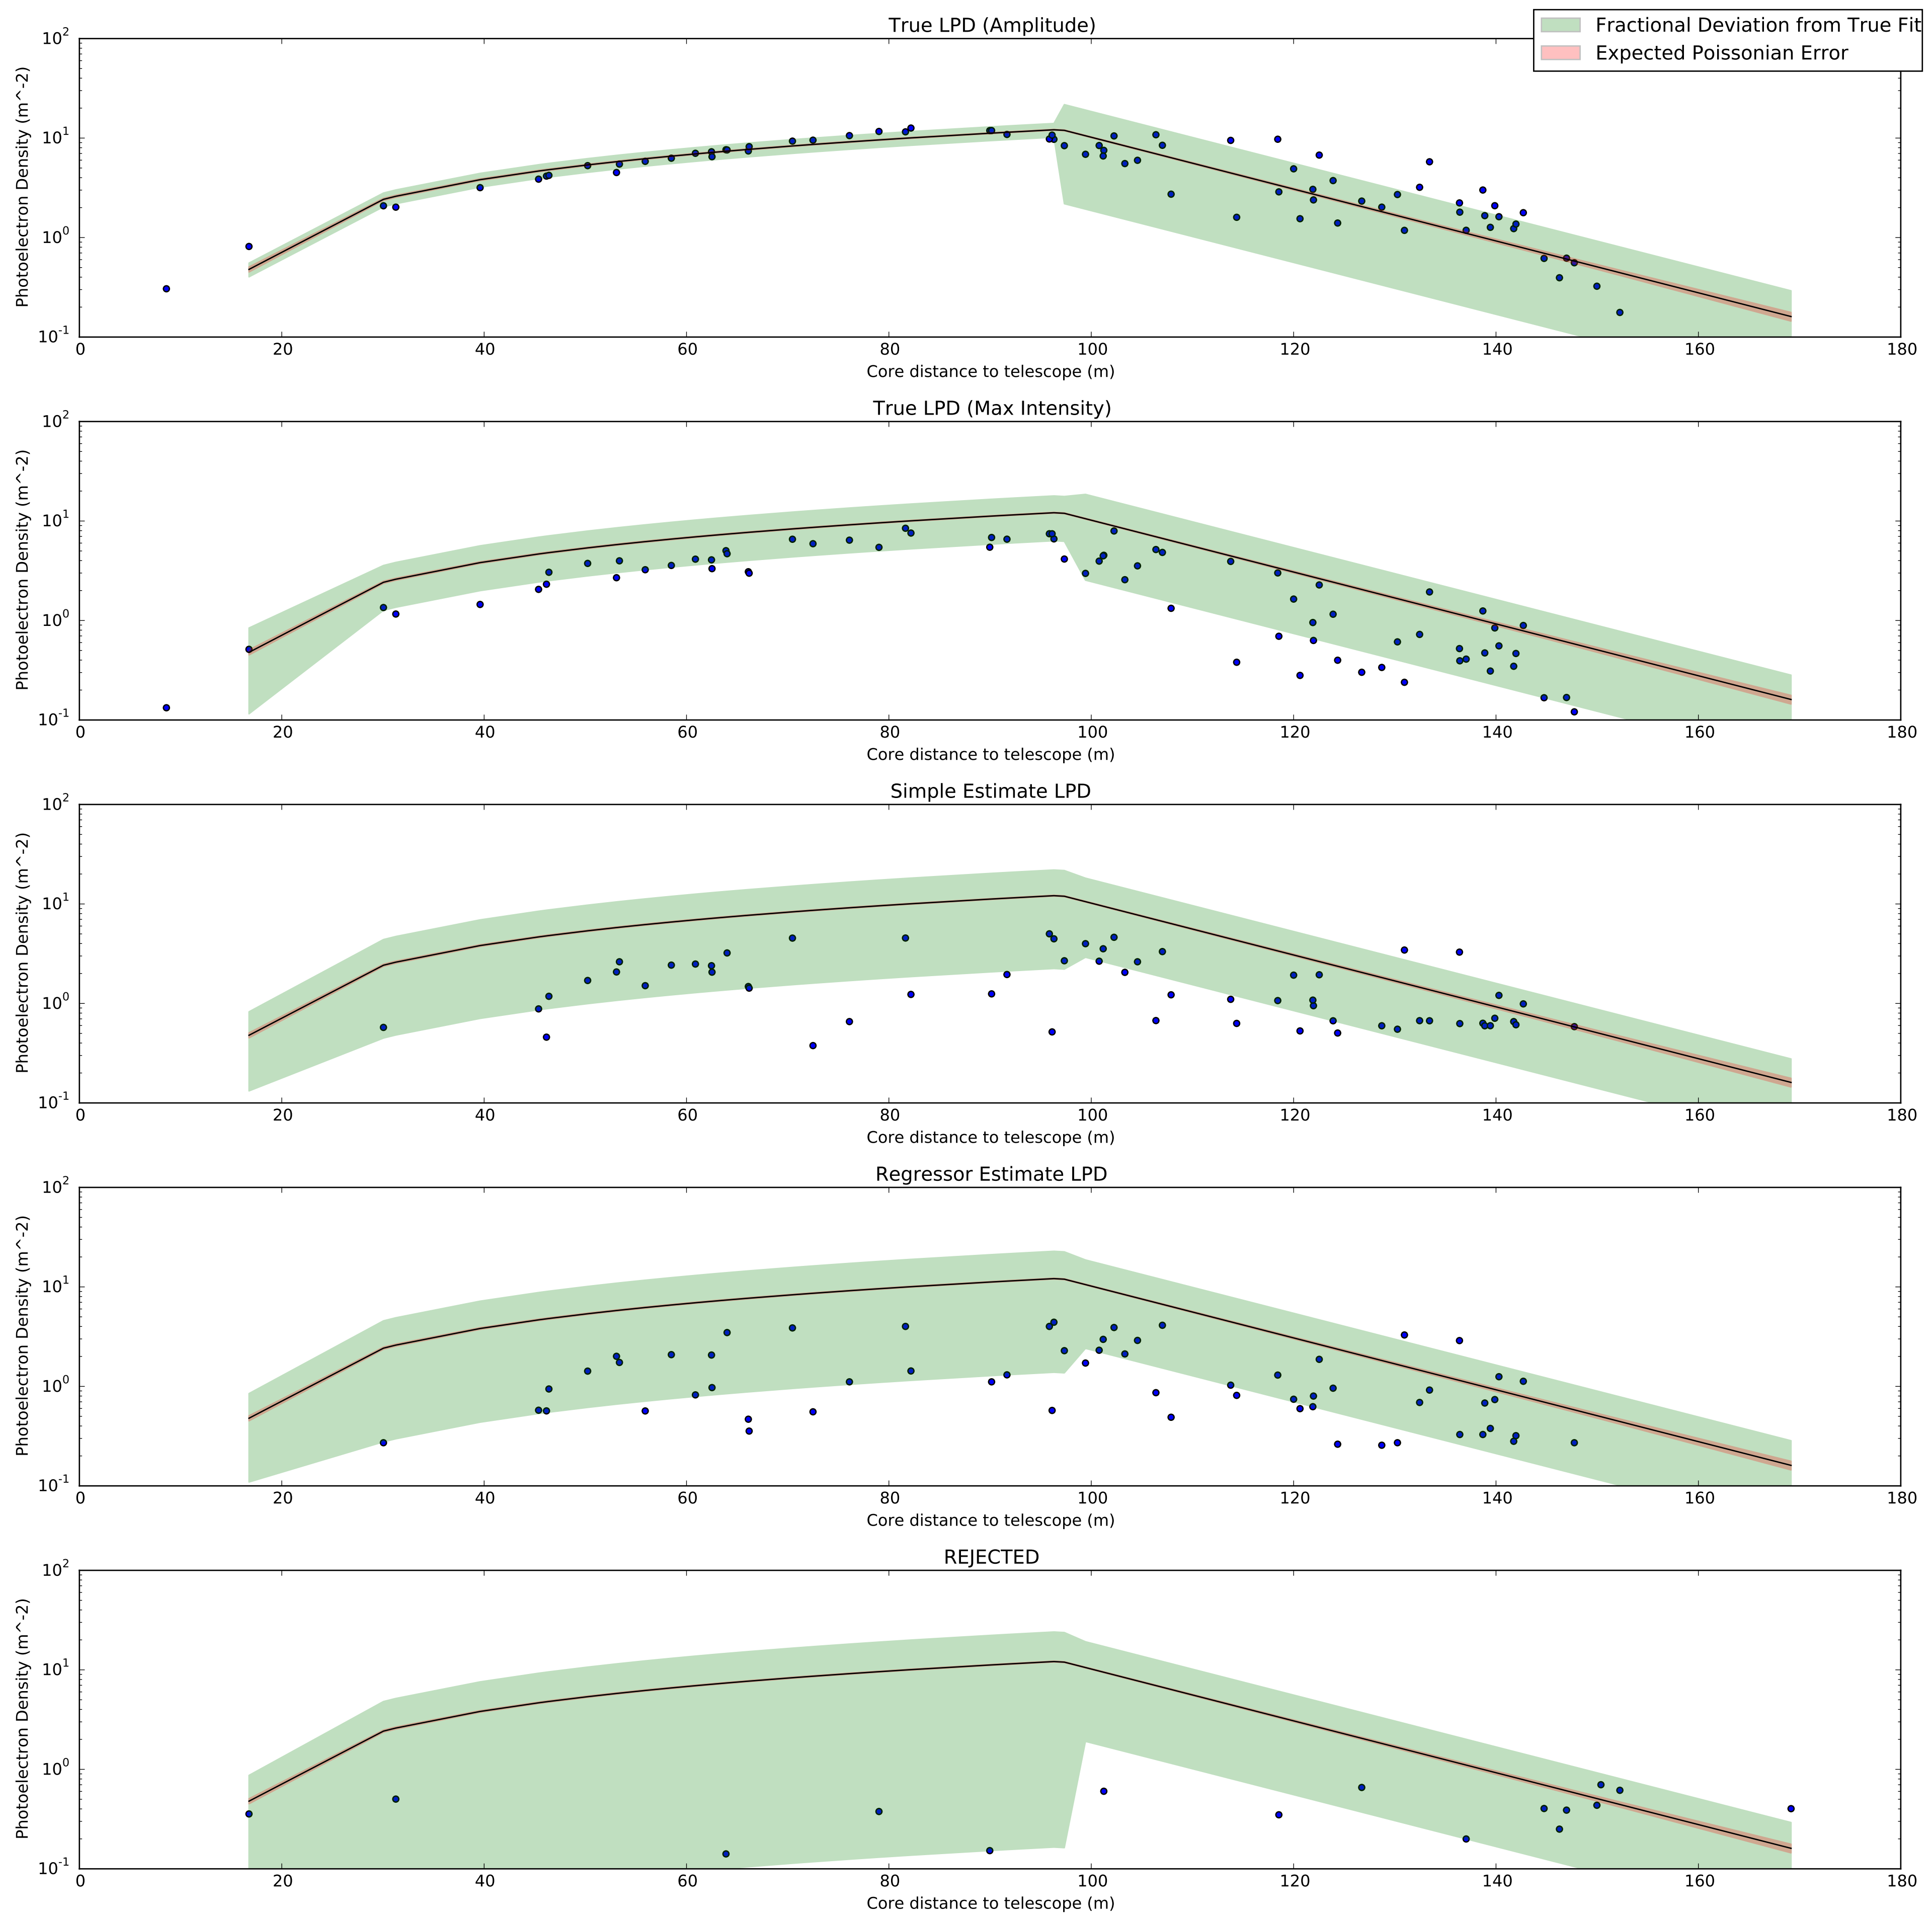 True LPD (Amplitude)
Fractional Deviation from True Fit
Expected Poissonian Error
Photoelectron Density (m^-2)
10^2
10^1
10^0
10^-1
0 20 40 60 80 100 120 140 160 180
Core distance to telescope (m)
True LPD (Max Intensity)
Photoelectron Density (m^-2)
10^2
10^1
10^0
10^-1
0 20 40 60 80 100 120 140 160 180
Core distance to telescope (m)
Simple Estimate LPD
Photoelectron Density (m^-2)
10^2
10^1
10^0
10^-1
0 20 40 60 80 100 120 140 160 180
Core distance to telescope (m)
Regressor Estimate LPD
Photoelectron Density (m^-2)
10^2
10^1
10^0
10^-1
0 20 40 60 80 100 120 140 160 180
Core distance to telescope (m)
REJECTED
Photoelectron Density (m^-2)
10^2
10^1
10^0
10^-1
0 20 40 60 80 100 120 140 160 180
Core distance to telescope (m)